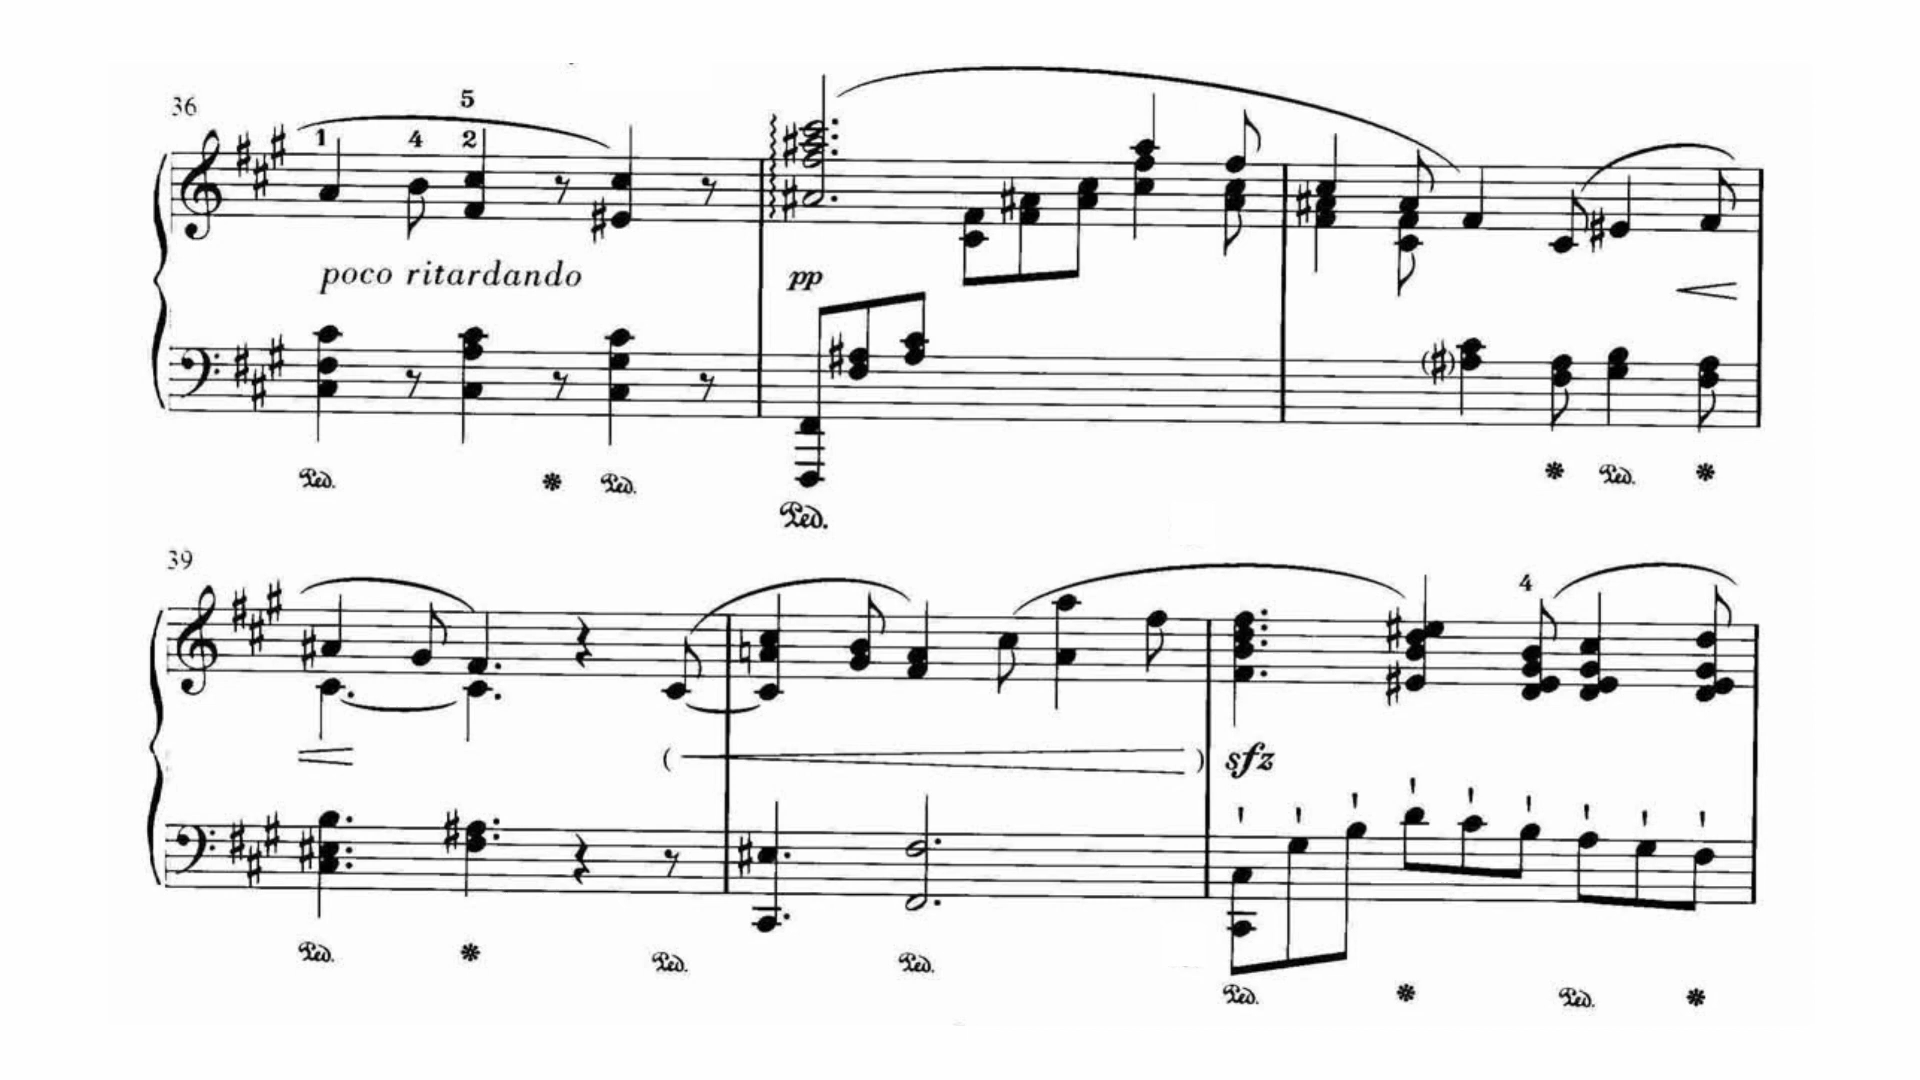 36
5
1 4 2
poco ritardando
pp
Ped. * Ped. * Ped. *
Ped.
39
4
( ) sfz
Ped. * Ped. Ped.
Ped. * Ped. *